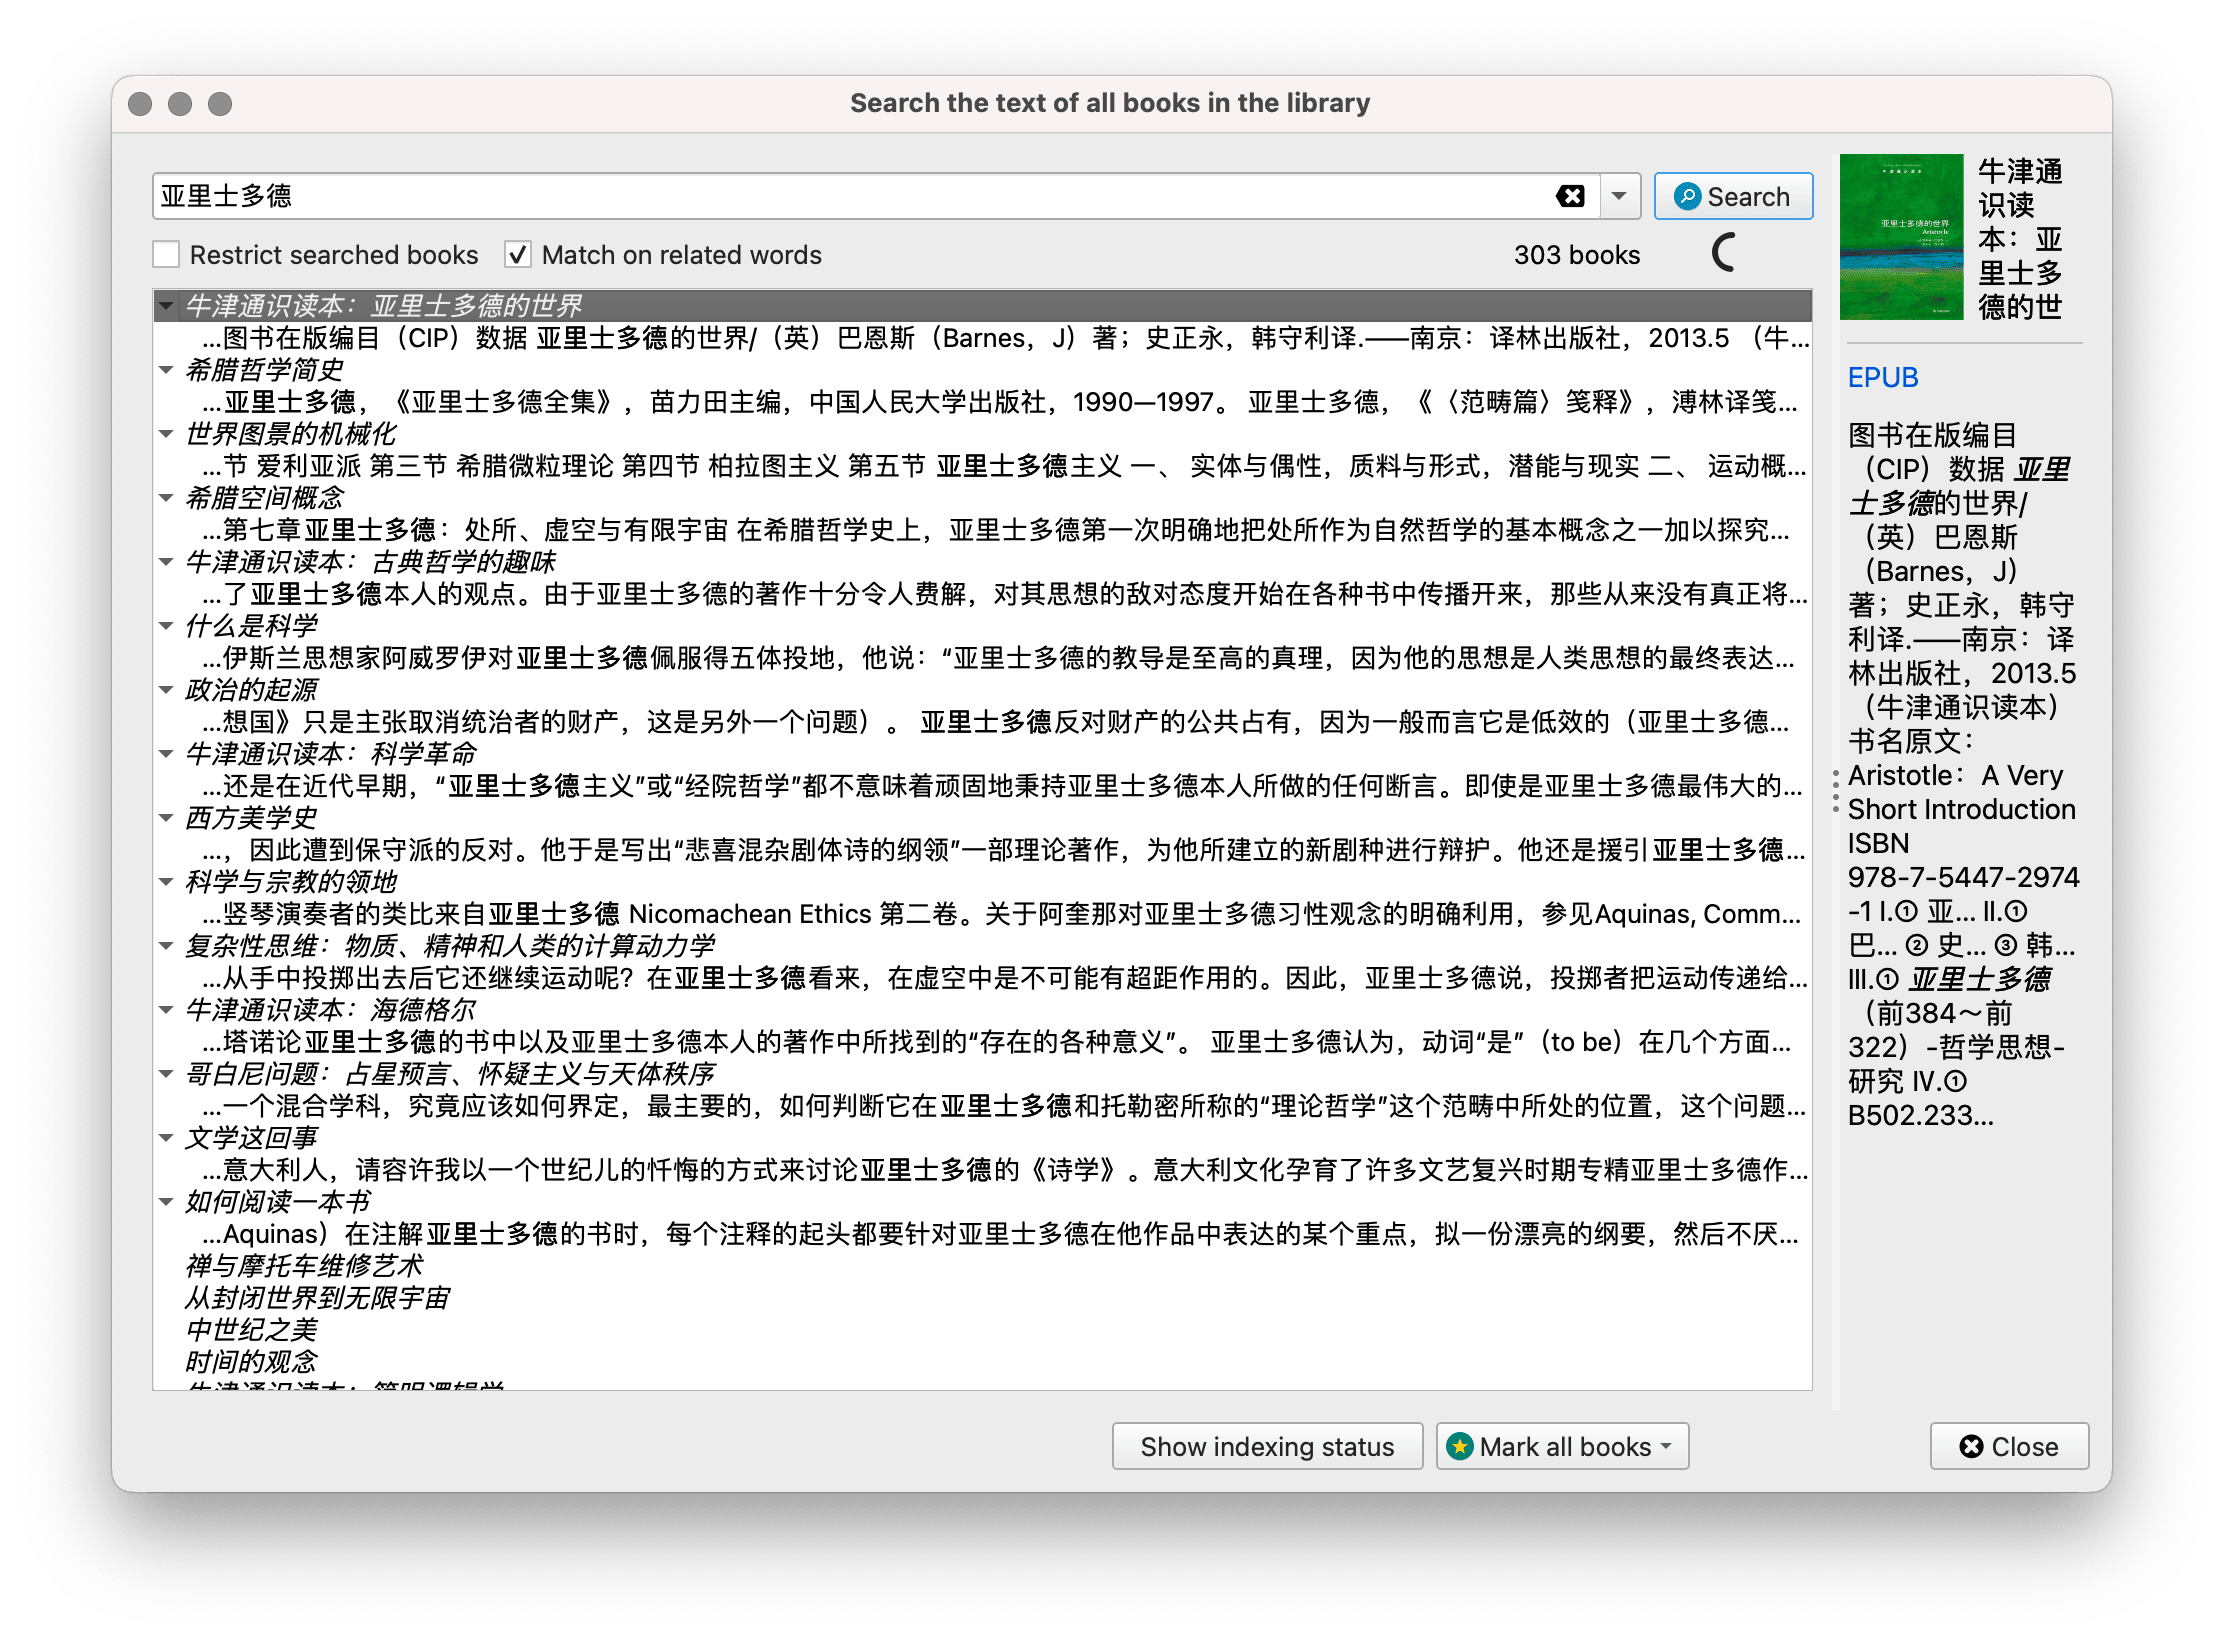 Search the text of all books in the library
亚里士多德
Search
Restrict searched books
Match on related words
303 books
牛津通识读本：亚里士多德的世界
...图书在版编目（CIP）数据 亚里士多德的世界/（英）巴恩斯（Barnes，J）著；史正永，韩守利译.——南京：译林出版社，2013.5 （牛...
希腊哲学简史
...亚里士多德，《亚里士多德全集》，苗力田主编，中国人民大学出版社，1990—1997。 亚里士多德，《〈范畴篇〉笺释》，溥林译笺...
世界图景的机械化
...节 爱利亚派 第三节 希腊微粒理论 第四节 柏拉图主义 第五节 亚里士多德主义 一、 实体与偶性，质料与形式，潜能与现实 二、 运动概...
希腊空间概念
...第七章亚里士多德：处所、虚空与有限宇宙 在希腊哲学史上，亚里士多德第一次明确地把处所作为自然哲学的基本概念之一加以探究...
牛津通识读本：古典哲学的趣味
...了亚里士多德本人的观点。由于亚里士多德的著作十分令人费解，对其思想的敌对态度开始在各种书中传播开来，那些从来没有真正将...
什么是科学
...伊斯兰思想家阿威罗伊对亚里士多德佩服得五体投地，他说：“亚里士多德的教导是至高的真理，因为他的思想是人类思想的最终表达...
政治的起源
...想国》只是主张取消统治者的财产，这是另外一个问题）。 亚里士多德反对财产的公共占有，因为一般而言它是低效的（亚里士多德...
牛津通识读本：科学革命
...还是在近代早期，“亚里士多德主义”或“经院哲学”都不意味着顽固地秉持亚里士多德本人所做的任何断言。即使是亚里士多德最伟大的...
西方美学史
...，因此遭到保守派的反对。他于是写出“悲喜混杂剧体诗的纲领”一部理论著作，为他所建立的新剧种进行辩护。他还是援引亚里士多德...
科学与宗教的领地
...竖琴演奏者的类比来自亚里士多德 Nicomachean Ethics 第二卷。关于阿奎那对亚里士多德习性观念的明确利用，参见Aquinas, Comm...
复杂性思维：物质、精神和人类的计算动力学
...从手中投掷出去后它还继续运动呢？在亚里士多德看来，在虚空中是不可能有超距作用的。因此，亚里士多德说，投掷者把运动传递给...
牛津通识读本：海德格尔
...塔诺论亚里士多德的书中以及亚里士多德本人的著作中所找到的“存在的各种意义”。 亚里士多德认为，动词“是”（to be）在几个方面...
哥白尼问题：占星预言、怀疑主义与天体秩序
...一个混合学科，究竟应该如何界定，最主要的，如何判断它在亚里士多德和托勒密所称的“理论哲学”这个范畴中所处的位置，这个问题...
文学这回事
...意大利人，请容许我以一个世纪儿的忏悔的方式来讨论亚里士多德的《诗学》。意大利文化孕育了许多文艺复兴时期专精亚里士多德作...
如何阅读一本书
...Aquinas）在注解亚里士多德的书时，每个注释的起头都要针对亚里士多德在他作品中表达的某个重点，拟一份漂亮的纲要，然后不厌...
禅与摩托车维修艺术
从封闭世界到无限宇宙
中世纪之美
时间的观念
牛津通识读本：简明逻辑学
Show indexing status
Mark all books
亚里士多德的世界
Aristotle
牛津通
识读
本：亚
里士多
德的世
EPUB
图书在版编目
（CIP）数据 亚里
士多德的世界/
（英）巴恩斯
（Barnes，J）
著；史正永，韩守
利译.——南京：译
林出版社，2013.5
（牛津通识读本）
书名原文：
Aristotle：A Very
Short Introduction
ISBN
978-7-5447-2974
-1 Ⅰ.① 亚... Ⅱ.①
巴... ② 史... ③ 韩...
Ⅲ.① 亚里士多德
（前384～前
322）-哲学思想-
研究 Ⅳ.①
B502.233...
Close